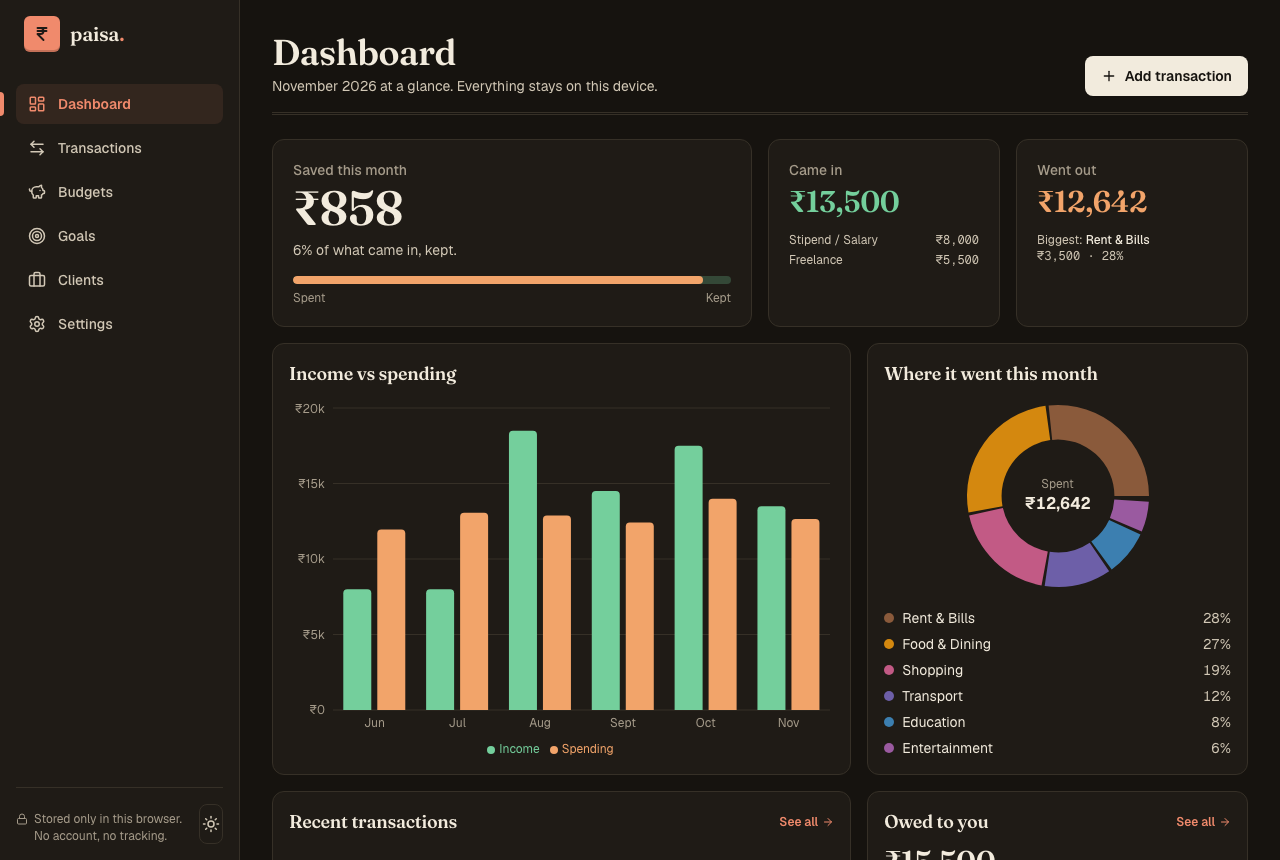 ₹ paisa.
Dashboard
Transactions
Budgets
Goals
Clients
Settings
Stored only in this browser.
No account, no tracking.
Dashboard
November 2026 at a glance. Everything stays on this device.
+ Add transaction
Saved this month
₹858
6% of what came in, kept.
Spent Kept
Came in
₹13,500
Stipend / Salary ₹8,000
Freelance ₹5,500
Went out
₹12,642
Biggest: Rent & Bills
₹3,500 · 28%
Income vs spending
₹20k
₹15k
₹10k
₹5k
₹0
Jun Jul Aug Sept Oct Nov
Income Spending
Where it went this month
Spent
₹12,642
Rent & Bills 28%
Food & Dining 27%
Shopping 19%
Transport 12%
Education 8%
Entertainment 6%
Recent transactions See all →
Owed to you See all →
₹15,500